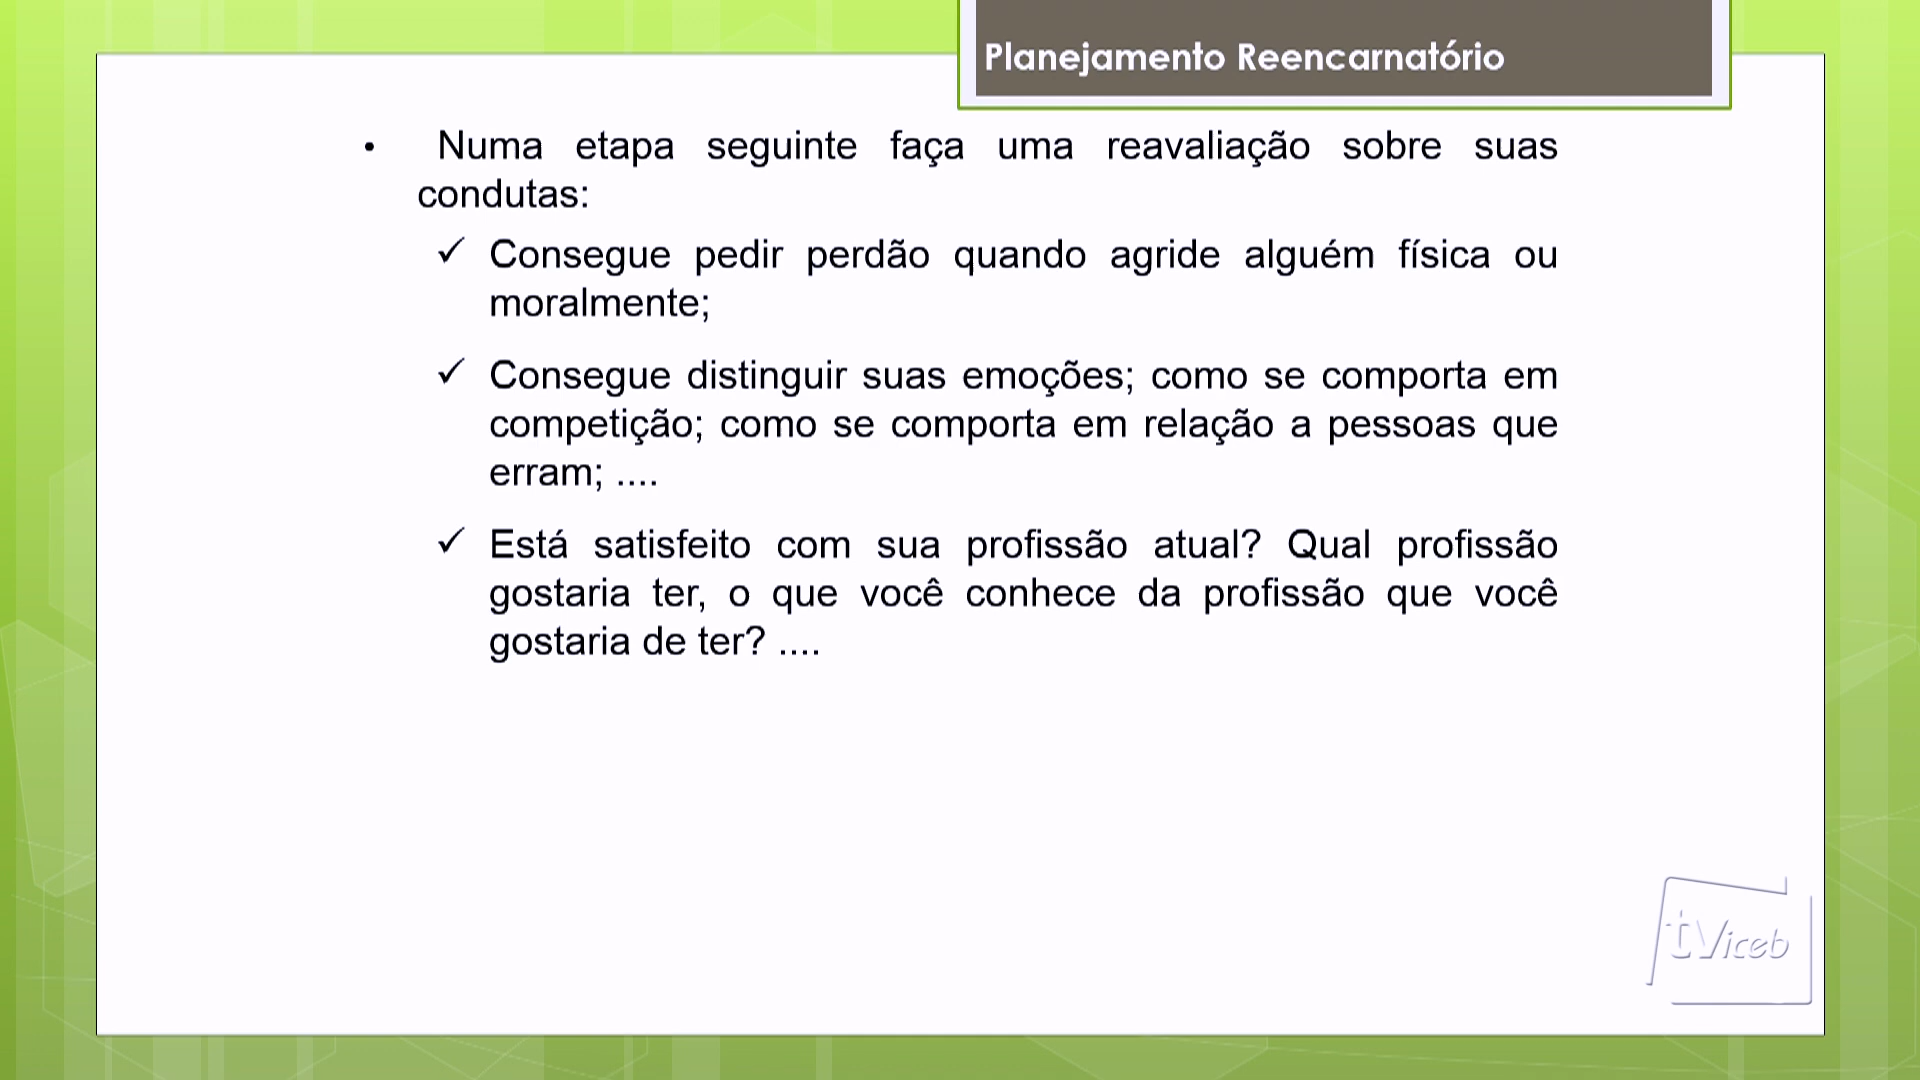 Planejamento Reencarnatório
• Numa etapa seguinte faça uma reavaliação sobre suas
condutas:
✓ Consegue pedir perdão quando agride alguém física ou
moralmente;
✓ Consegue distinguir suas emoções; como se comporta em
competição; como se comporta em relação a pessoas que
erram; ....
✓ Está satisfeito com sua profissão atual? Qual profissão
gostaria ter, o que você conhece da profissão que você
gostaria de ter? ....
tViceb